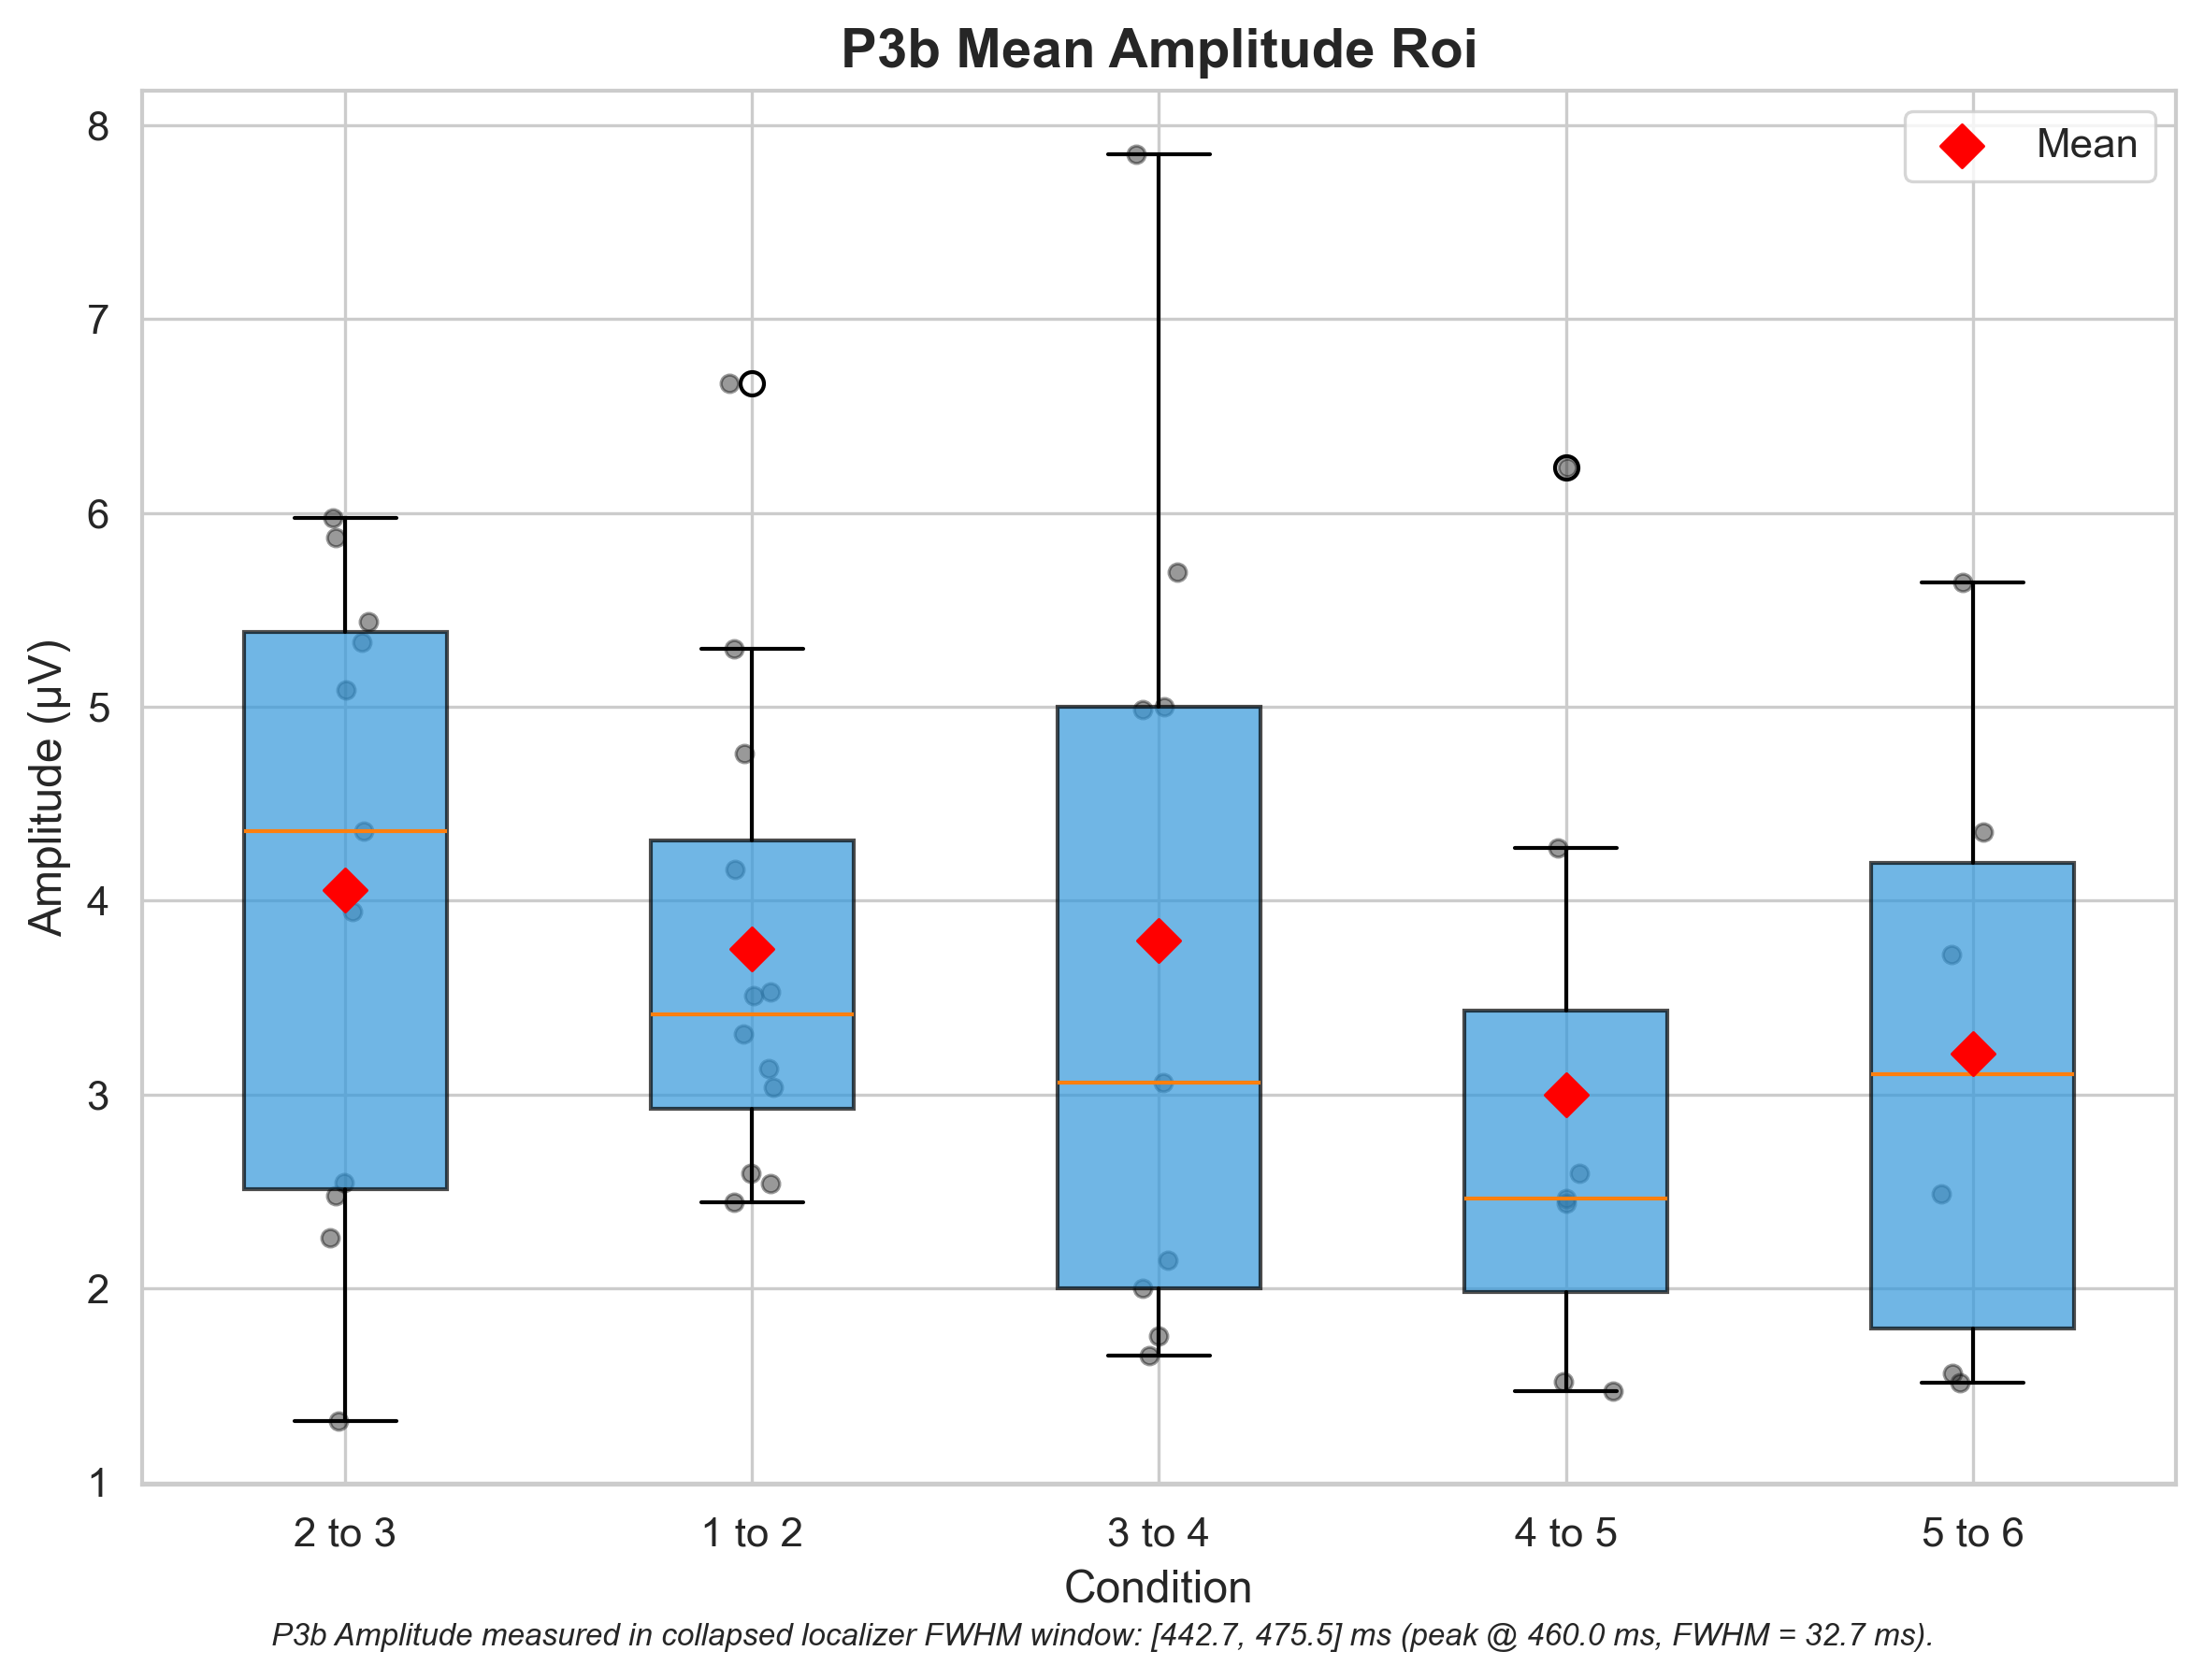 P3b Mean Amplitude Roi
Mean
8
7
6
5
4
3
2
1
Amplitude (µV)
2 to 3
1 to 2
3 to 4
4 to 5
5 to 6
Condition
P3b Amplitude measured in collapsed localizer FWHM window: [442.7, 475.5] ms (peak @ 460.0 ms, FWHM = 32.7 ms).